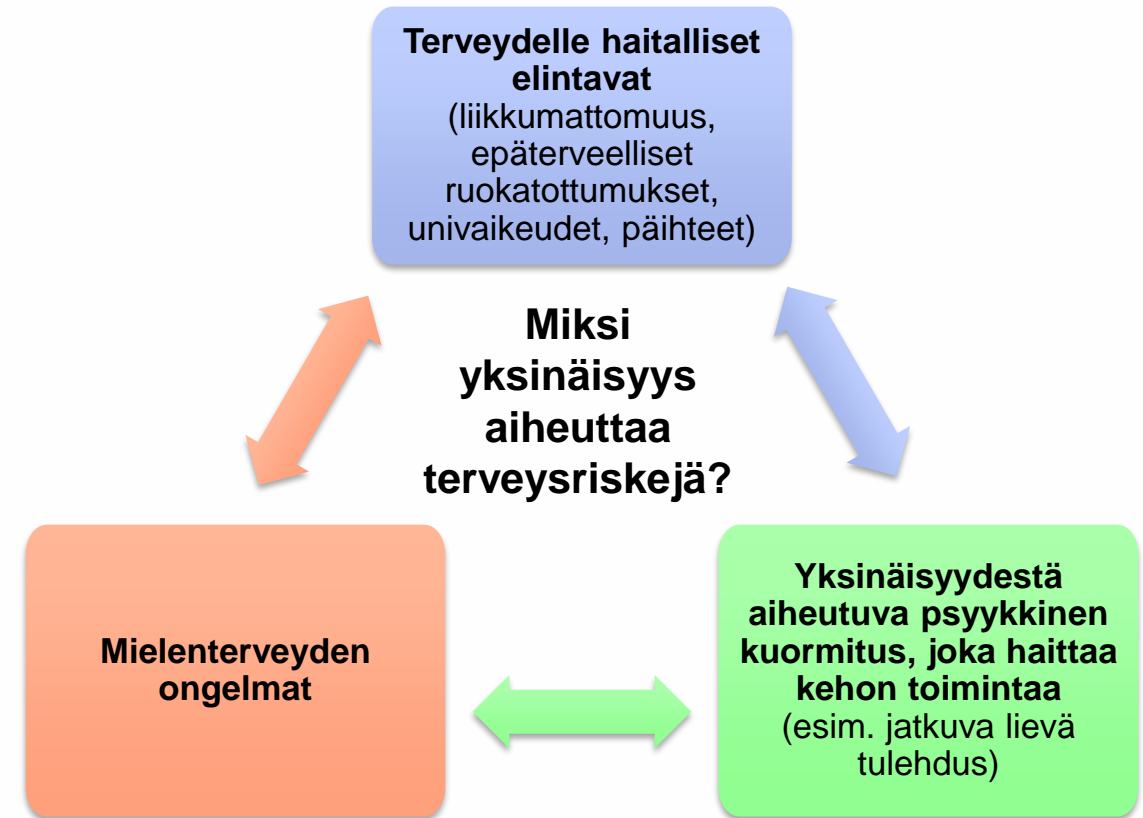 Terveydelle haitalliset
elintavat
(liikkumattomuus,
epäterveelliset
ruokatottumukset,
univaikeudet, päihteet)
Miksi
yksinäisyys
aiheuttaa
terveysriskejä?
Mielenterveyden
ongelmat
Yksinäisyydestä
aiheutuva psyykkinen
kuormitus, joka haittaa
kehon toimintaa
(esim. jatkuva lievä
tulehdus)